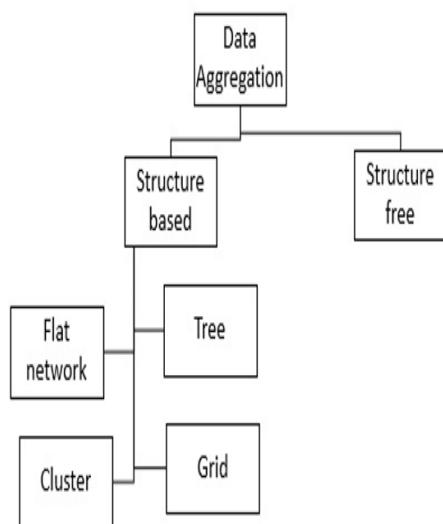 Data
Aggregation
Structure
based
Structure
free
Flat
network
Tree
Cluster
Grid